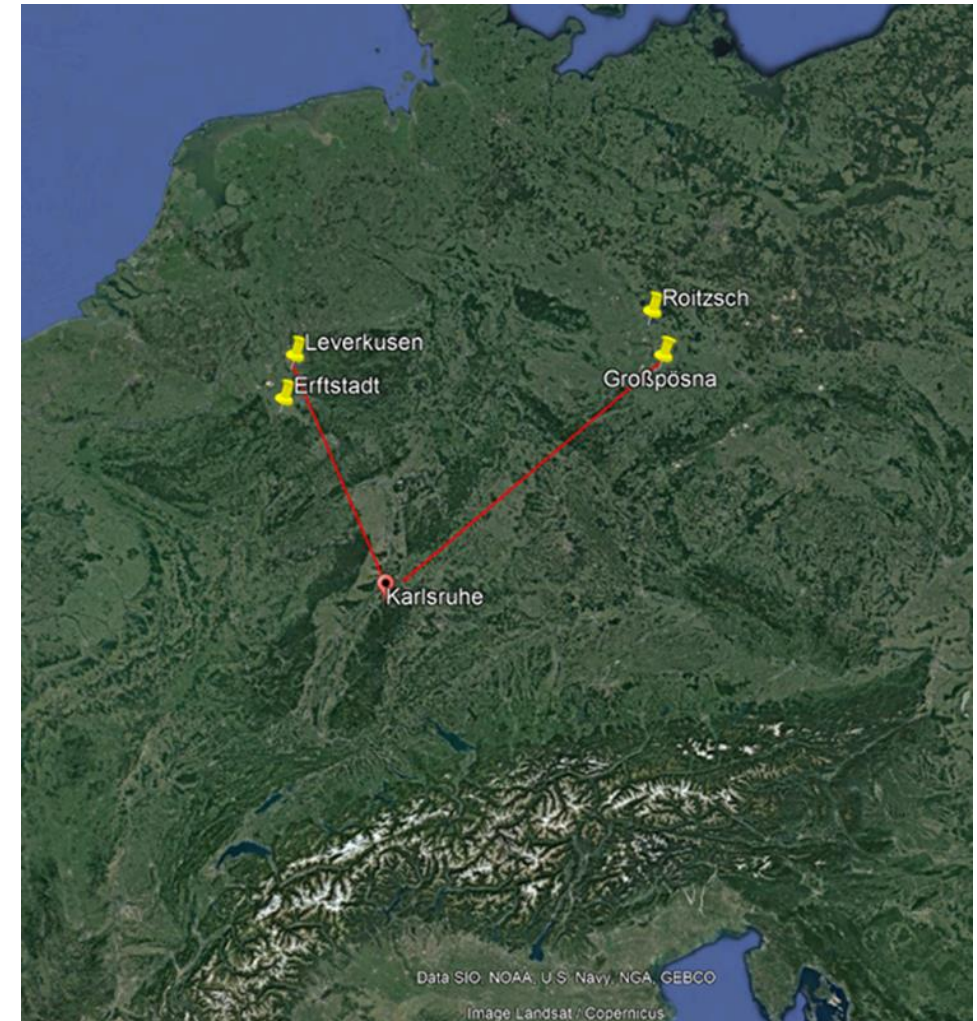 Roitzsch
Leverkusen
Großpösna
Erftstadt
Karlsruhe
Data SIO, NOAA, U.S. Navy, NGA, GEBCO
Image Landsat / Copernicus